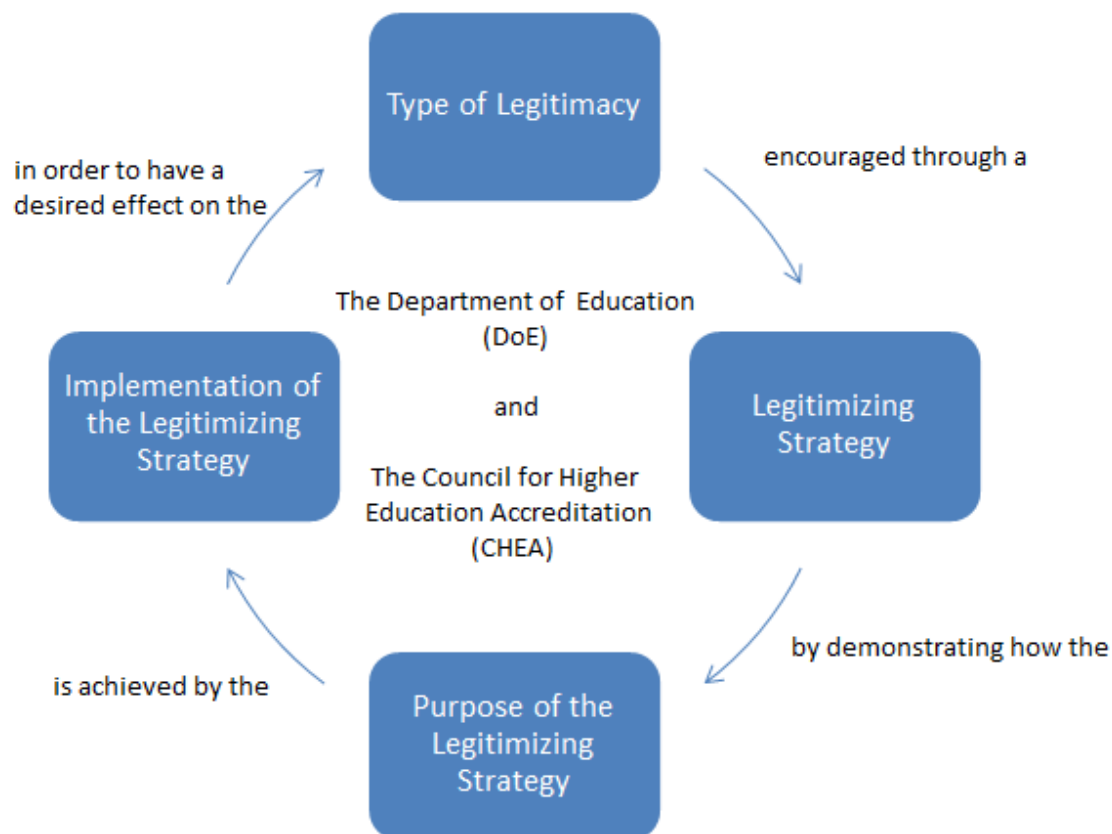 Type of Legitimacy
encouraged through a
Legitimizing
Strategy
by demonstrating how the
Purpose of the
Legitimizing
Strategy
is achieved by the
Implementation of
the Legitimizing
Strategy
in order to have a
desired effect on the
The Department of Education
(DoE)
and
The Council for Higher
Education Accreditation
(CHEA)